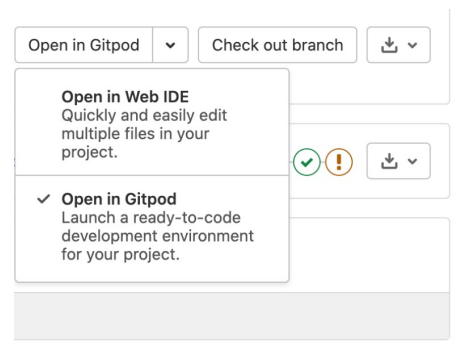 Open in Gitpod
Check out branch
Open in Web IDE
Quickly and easily edit
multiple files in your
project.
Open in Gitpod
Launch a ready-to-code
development environment
for your project.